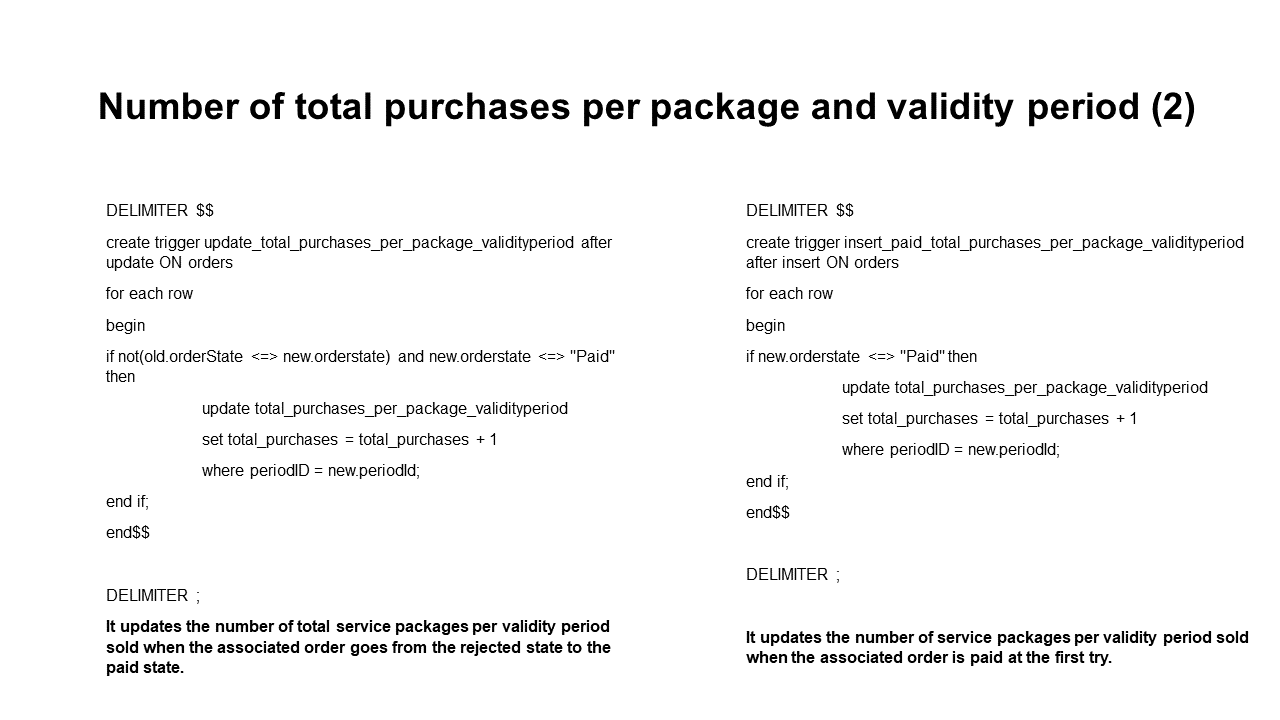 Number of total purchases per package and validity period (2)
DELIMITER $$
create trigger update_total_purchases_per_package_validityperiod after
update ON orders
for each row
begin
if not(old.orderState <=> new.orderstate) and new.orderstate <=> "Paid"
then
update total_purchases_per_package_validityperiod
set total_purchases = total_purchases + 1
where periodID = new.periodId;
end if;
end$$
DELIMITER ;
It updates the number of total service packages per validity period
sold when the associated order goes from the rejected state to the
paid state.
DELIMITER $$
create trigger insert_paid_total_purchases_per_package_validityperiod
after insert ON orders
for each row
begin
if new.orderstate <=> "Paid" then
update total_purchases_per_package_validityperiod
set total_purchases = total_purchases + 1
where periodID = new.periodId;
end if;
end$$
DELIMITER ;
It updates the number of service packages per validity period sold
when the associated order is paid at the first try.